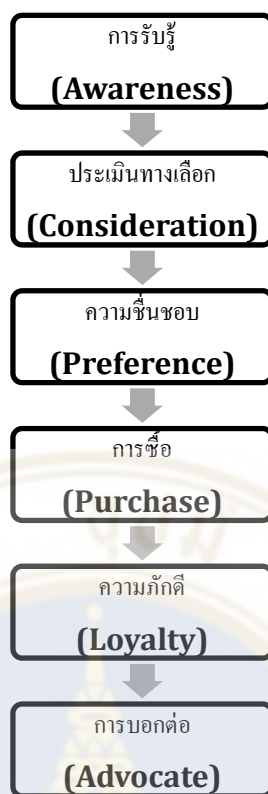 การรับรู้
(Awareness)
ประเมินทางเลือก
(Consideration)
ความชื่นชอบ
(Preference)
การซื้อ
(Purchase)
ความภักดี
(Loyalty)
การบอกต่อ
(Advocate)